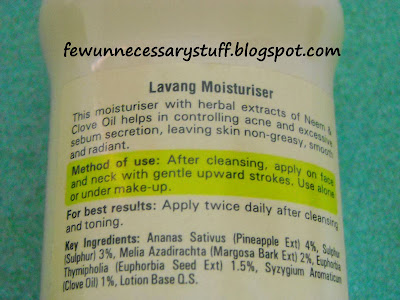 fewunnecessarystuff.blogspot.com
Lavang Moisturiser
This moisturiser with herbal extracts of Neem &
Clove Oil helps in controlling acne and excessive
sebum secretion, leaving skin non-greasy, smooth
and radiant.
Method of use: After cleansing, apply on face
and neck with gentle upward strokes. Use alone
or under make-up.
For best results: Apply twice daily after cleansing
and toning.
Key Ingredients: Ananas Sativus (Pineapple Ext) 4%, Sulphur
(Sulphur) 3%, Melia Azadirachta (Margosa Bark Ext) 2%, Euphorbia
Thymipholia (Euphorbia Seed Ext) 1.5%, Syzygium Aromaticum
(Clove Oil) 1%, Lotion Base Q.S.